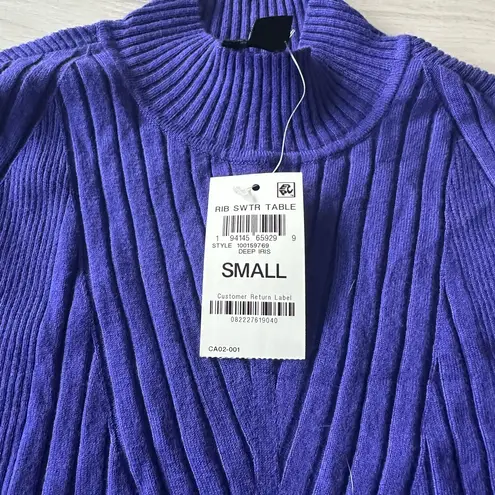 RIB SWTR TABLE
1 94145 65929 9
STYLE 100159769
DEEP IRIS
SMALL
Customer Return Label
082227619040
CA02-001